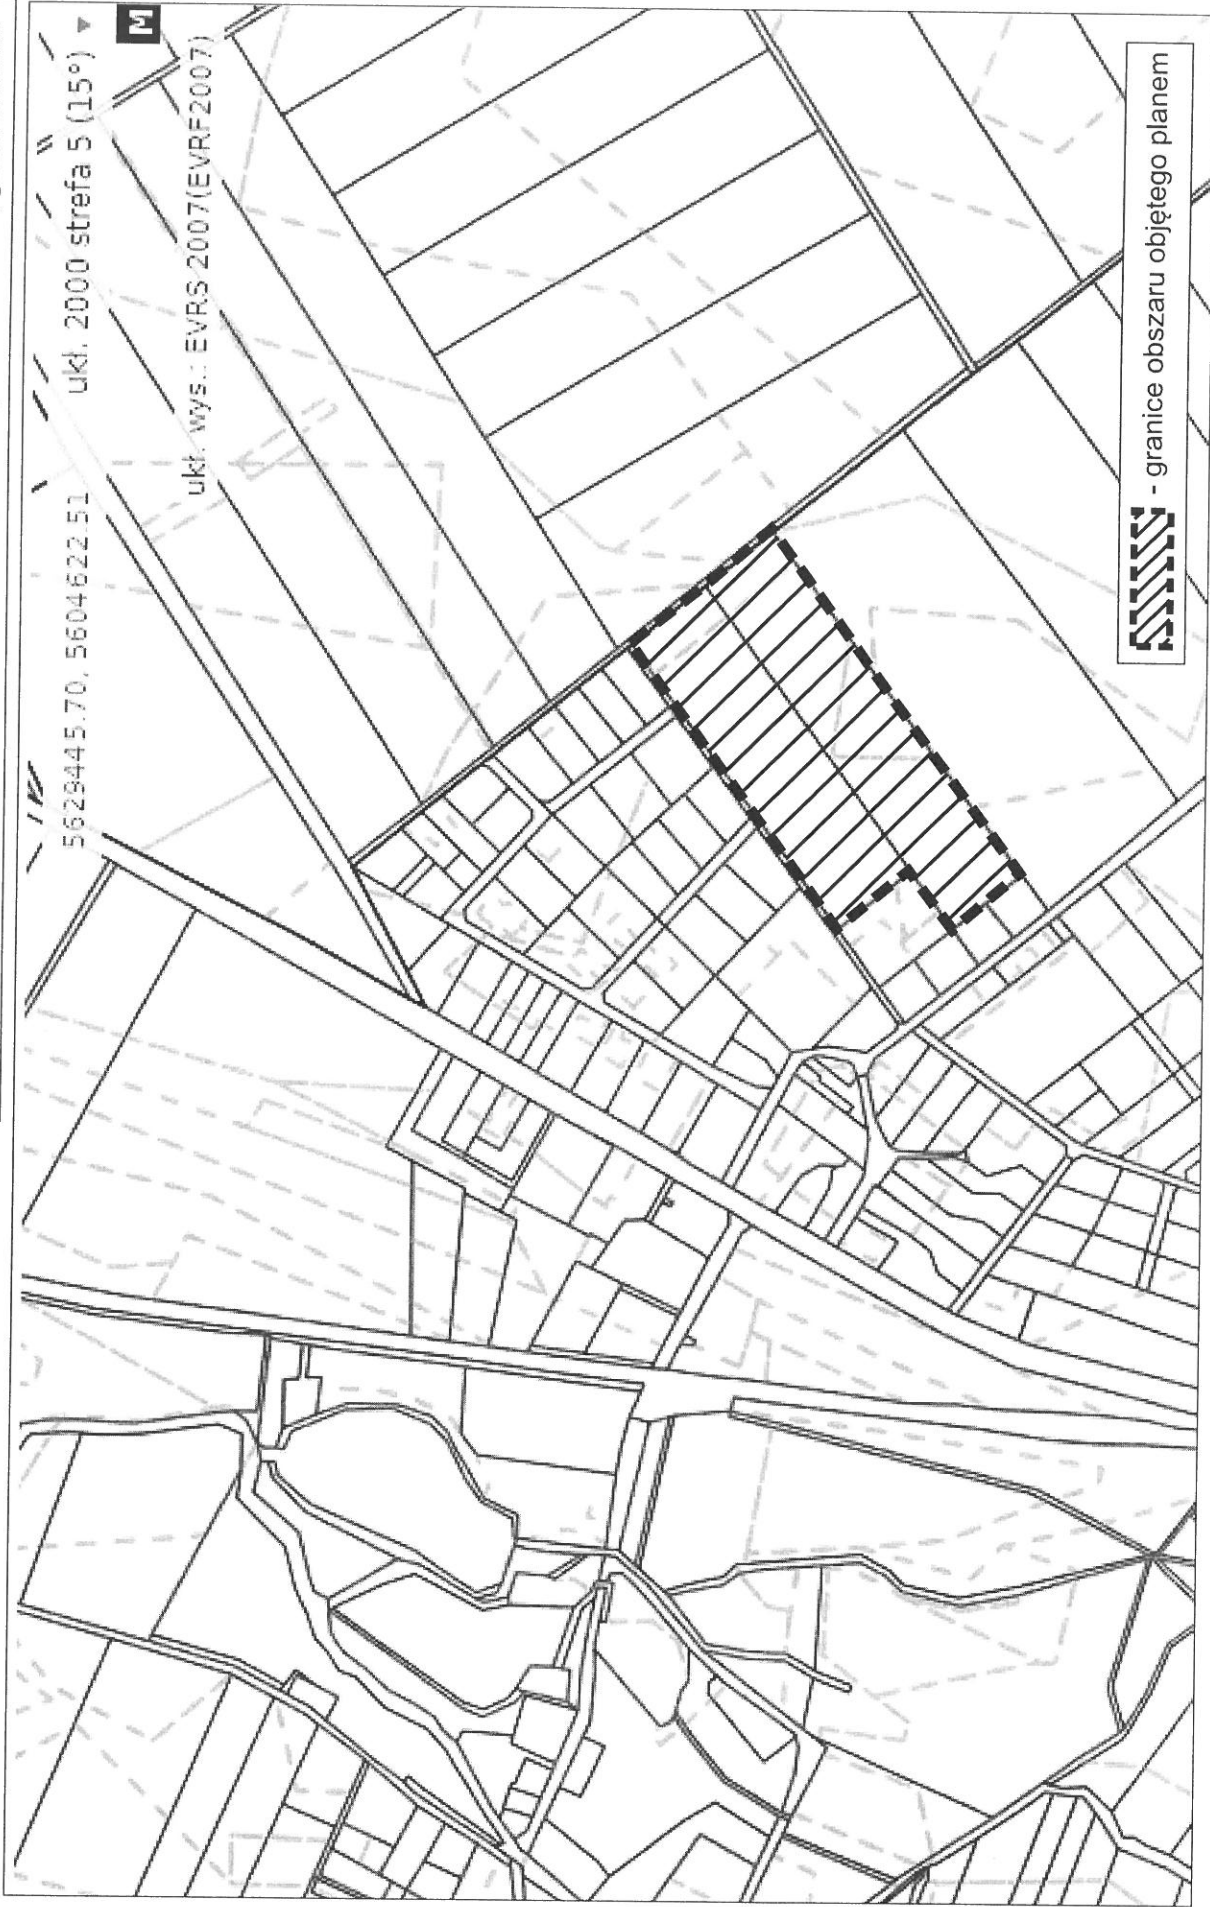 5629445.70, 5604622.51 ukł. 2000 strefa 5 (15°) ▼
M
ukł. wys.: EVRS 2007(EVRF2007)
- granice obszaru objętego planem